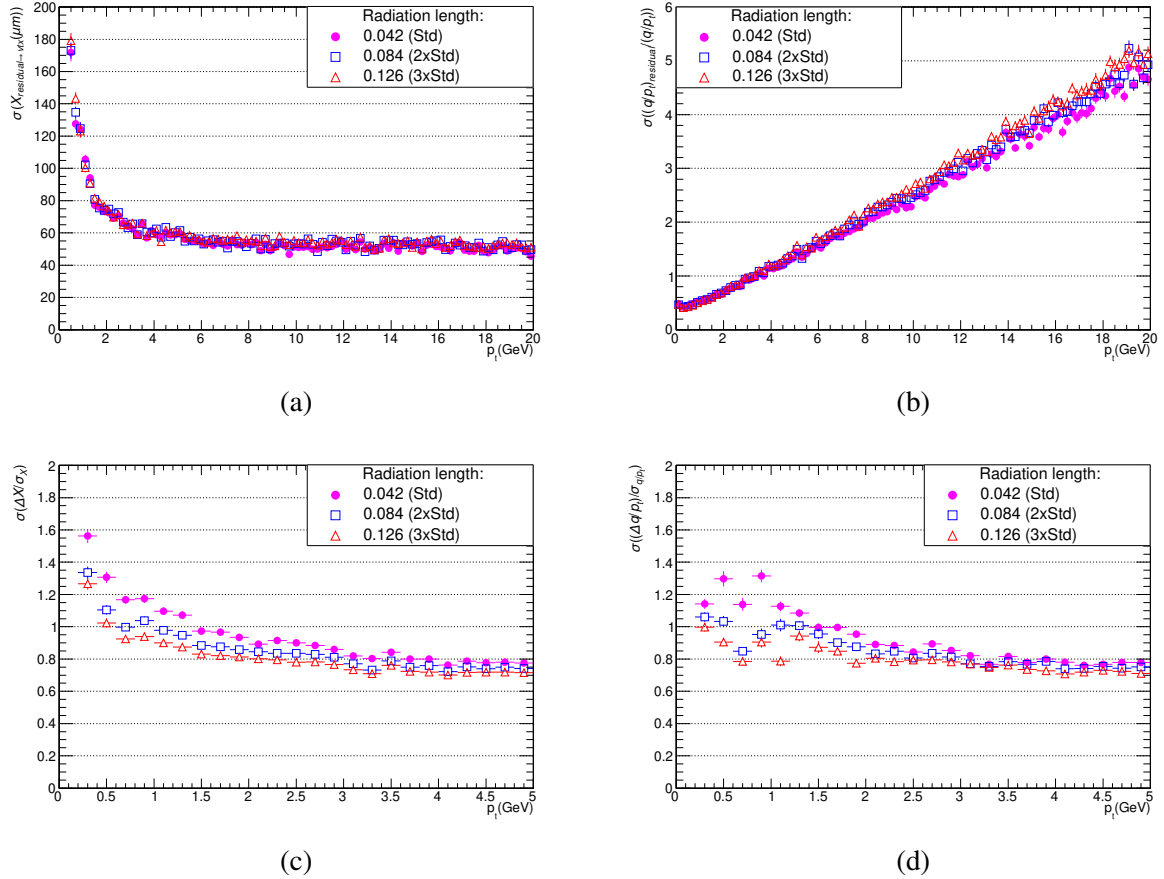 σ(X_residual→vtx(μm))
200
180
160
140
120
100
80
60
40
20
0
0 2 4 6 8 10 12 14 16 18 20
p_t(GeV)
Radiation length:
0.042 (Std)
0.084 (2xStd)
0.126 (3xStd)
(a)
σ((q/p_t)_residual/(q/p_t))
6
5
4
3
2
1
0
0 2 4 6 8 10 12 14 16 18 20
p_t(GeV)
Radiation length:
0.042 (Std)
0.084 (2xStd)
0.126 (3xStd)
(b)
σ(ΔX/σ_X)
2
1.8
1.6
1.4
1.2
1
0.8
0.6
0.4
0.2
0
0 0.5 1 1.5 2 2.5 3 3.5 4 4.5 5
p_t(GeV)
Radiation length:
0.042 (Std)
0.084 (2xStd)
0.126 (3xStd)
(c)
σ((Δq/p_t)/σ_q/p_t)
2
1.8
1.6
1.4
1.2
1
0.8
0.6
0.4
0.2
0
0 0.5 1 1.5 2 2.5 3 3.5 4 4.5 5
p_t(GeV)
Radiation length:
0.042 (Std)
0.084 (2xStd)
0.126 (3xStd)
(d)